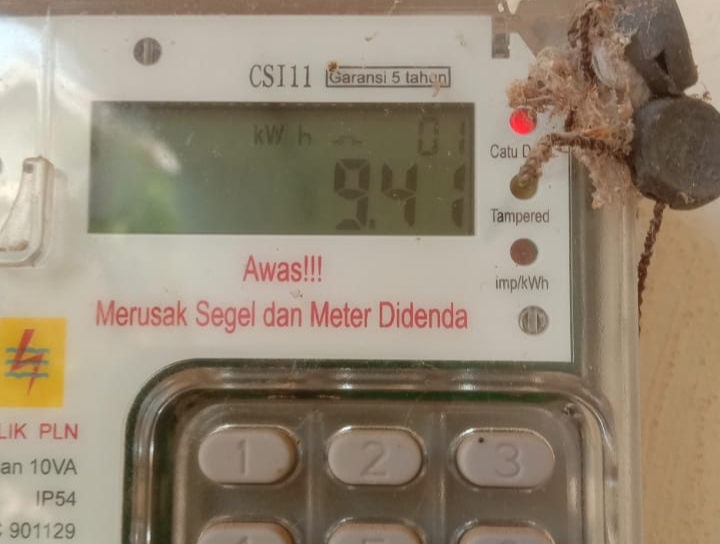 CSI11 Garansi 5 tahun
kWh 01
9.41
Catu D
Tampered
imp/kWh
Awas!!!
Merusak Segel dan Meter Didenda
LIK PLN
an 10VA
IP54
C 901129
1 2 3